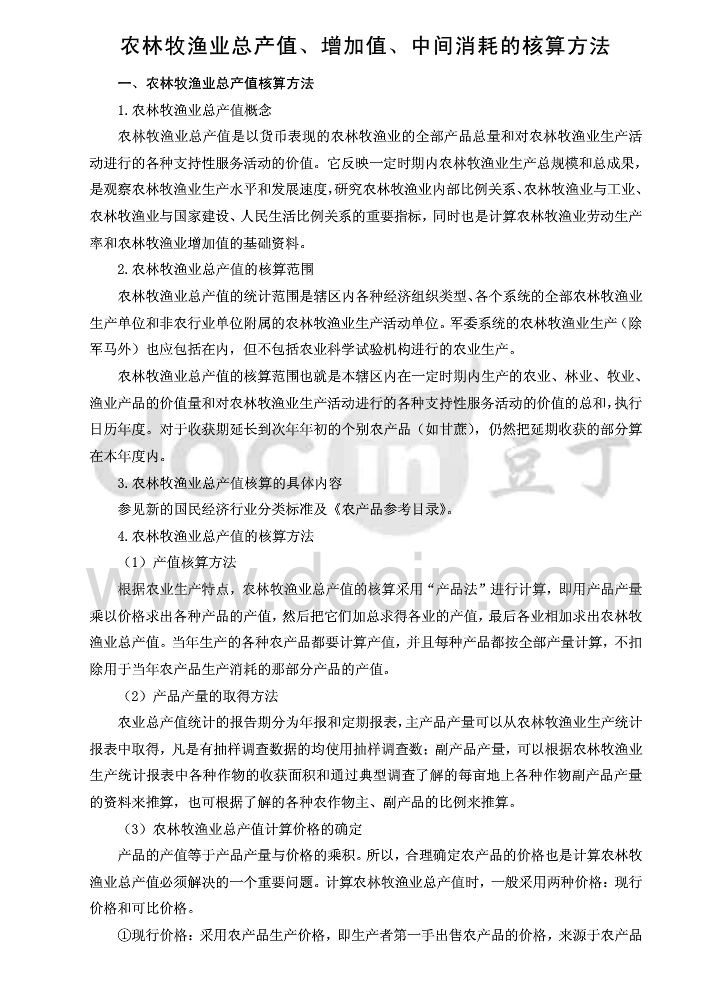 农林牧渔业总产值、增加值、中间消耗的核算方法
一、农林牧渔业总产值核算方法
1.农林牧渔业总产值概念
农林牧渔业总产值是以货币表现的农林牧渔业的全部产品总量和对农林牧渔业生产活
动进行的各种支持性服务活动的价值。它反映一定时期内农林牧渔业生产总规模和总成果，
是观察农林牧渔业生产水平和发展速度，研究农林牧渔业内部比例关系、农林牧渔业与工业、
农林牧渔业与国家建设、人民生活比例关系的重要指标，同时也是计算农林牧渔业劳动生产
率和农林牧渔业增加值的基础资料。
2.农林牧渔业总产值的核算范围
农林牧渔业总产值的统计范围是辖区内各种经济组织类型、各个系统的全部农林牧渔业
生产单位和非农行业单位附属的农林牧渔业生产活动单位。军委系统的农林牧渔业生产（除
军马外）也应包括在内，但不包括农业科学试验机构进行的农业生产。
农林牧渔业总产值的核算范围也就是本辖区内在一定时期内生产的农业、林业、牧业、
渔业产品的价值量和对农林牧渔业生产活动进行的各种支持性服务活动的价值的总和，执行
日历年度。对于收获期延长到次年年初的个别农产品（如甘蔗），仍然把延期收获的部分算
在本年度内。
3.农林牧渔业总产值核算的具体内容
参见新的国民经济行业分类标准及《农产品参考目录》。
4.农林牧渔业总产值的核算方法
（1）产值核算方法
根据农业生产特点，农林牧渔业总产值的核算采用“产品法”进行计算，即用产品产量
乘以价格求出各种产品的产值，然后把它们加总求得各业的产值，最后各业相加求出农林牧
渔业总产值。当年生产的各种农产品都要计算产值，并且每种产品都按全部产量计算，不扣
除用于当年农产品生产消耗的那部分产品的产值。
（2）产品产量的取得方法
农业总产值统计的报告期分为年报和定期报表，主产品产量可以从农林牧渔业生产统计
报表中取得，凡是有抽样调查数据的均使用抽样调查数；副产品产量，可以根据农林牧渔业
生产统计报表中各种作物的收获面积和通过典型调查了解的每亩地上各种作物副产品产量
的资料来推算，也可根据了解的各种农作物主、副产品的比例来推算。
（3）农林牧渔业总产值计算价格的确定
产品的产值等于产品产量与价格的乘积。所以，合理确定农产品的价格也是计算农林牧
渔业总产值必须解决的一个重要问题。计算农林牧渔业总产值时，一般采用两种价格：现行
价格和可比价格。
①现行价格：采用农产品生产价格，即生产者第一手出售农产品的价格，来源于农产品
docin 豆丁
www.docin.com